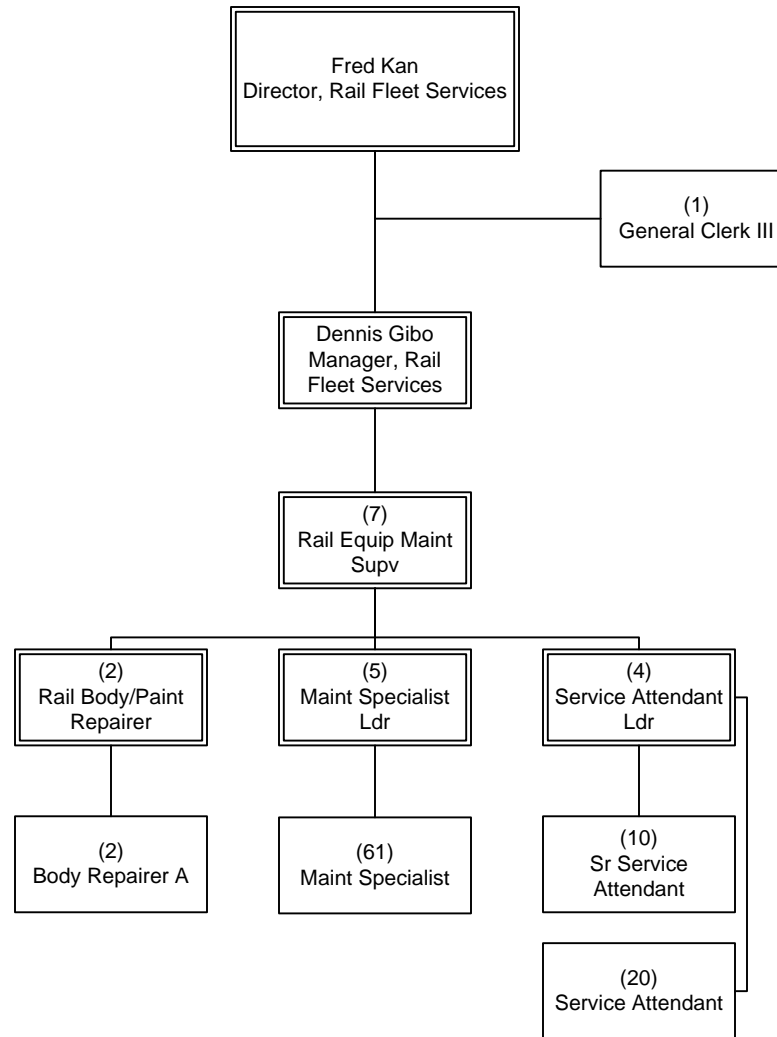 Fred Kan
Director, Rail Fleet Services
(1)
General Clerk III
Dennis Gibo
Manager, Rail
Fleet Services
(7)
Rail Equip Maint
Supv
(2)
Rail Body/Paint
Repairer
(5)
Maint Specialist
Ldr
(4)
Service Attendant
Ldr
(2)
Body Repairer A
(61)
Maint Specialist
(10)
Sr Service
Attendant
(20)
Service Attendant